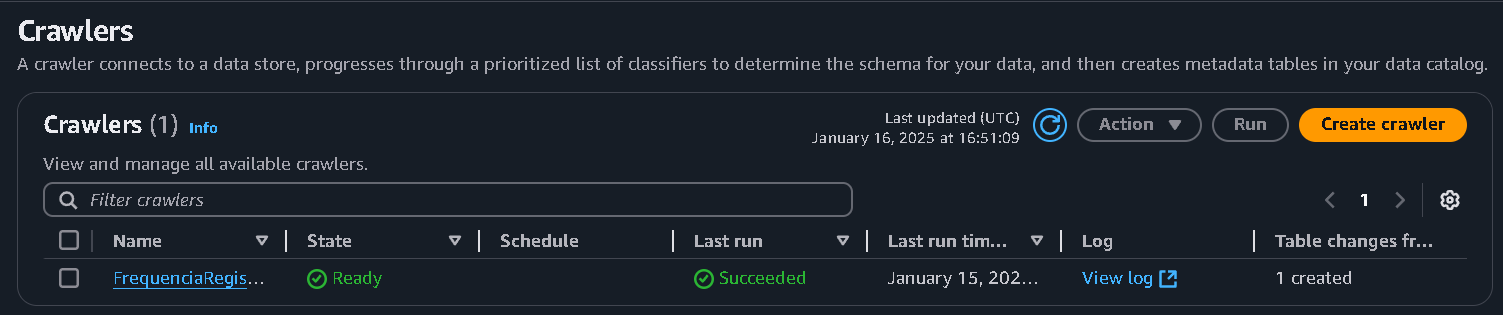 Crawlers
A crawler connects to a data store, progresses through a prioritized list of classifiers to determine the schema for your data, and then creates metadata tables in your data catalog.
Crawlers (1) Info
Last updated (UTC)
January 16, 2025 at 16:51:09
Action
Run
Create crawler
View and manage all available crawlers.
Filter crawlers
1
Name State Schedule Last run Last run tim... Log Table changes fr...
FrequenciaRegis... Ready Succeeded January 15, 202... View log 1 created